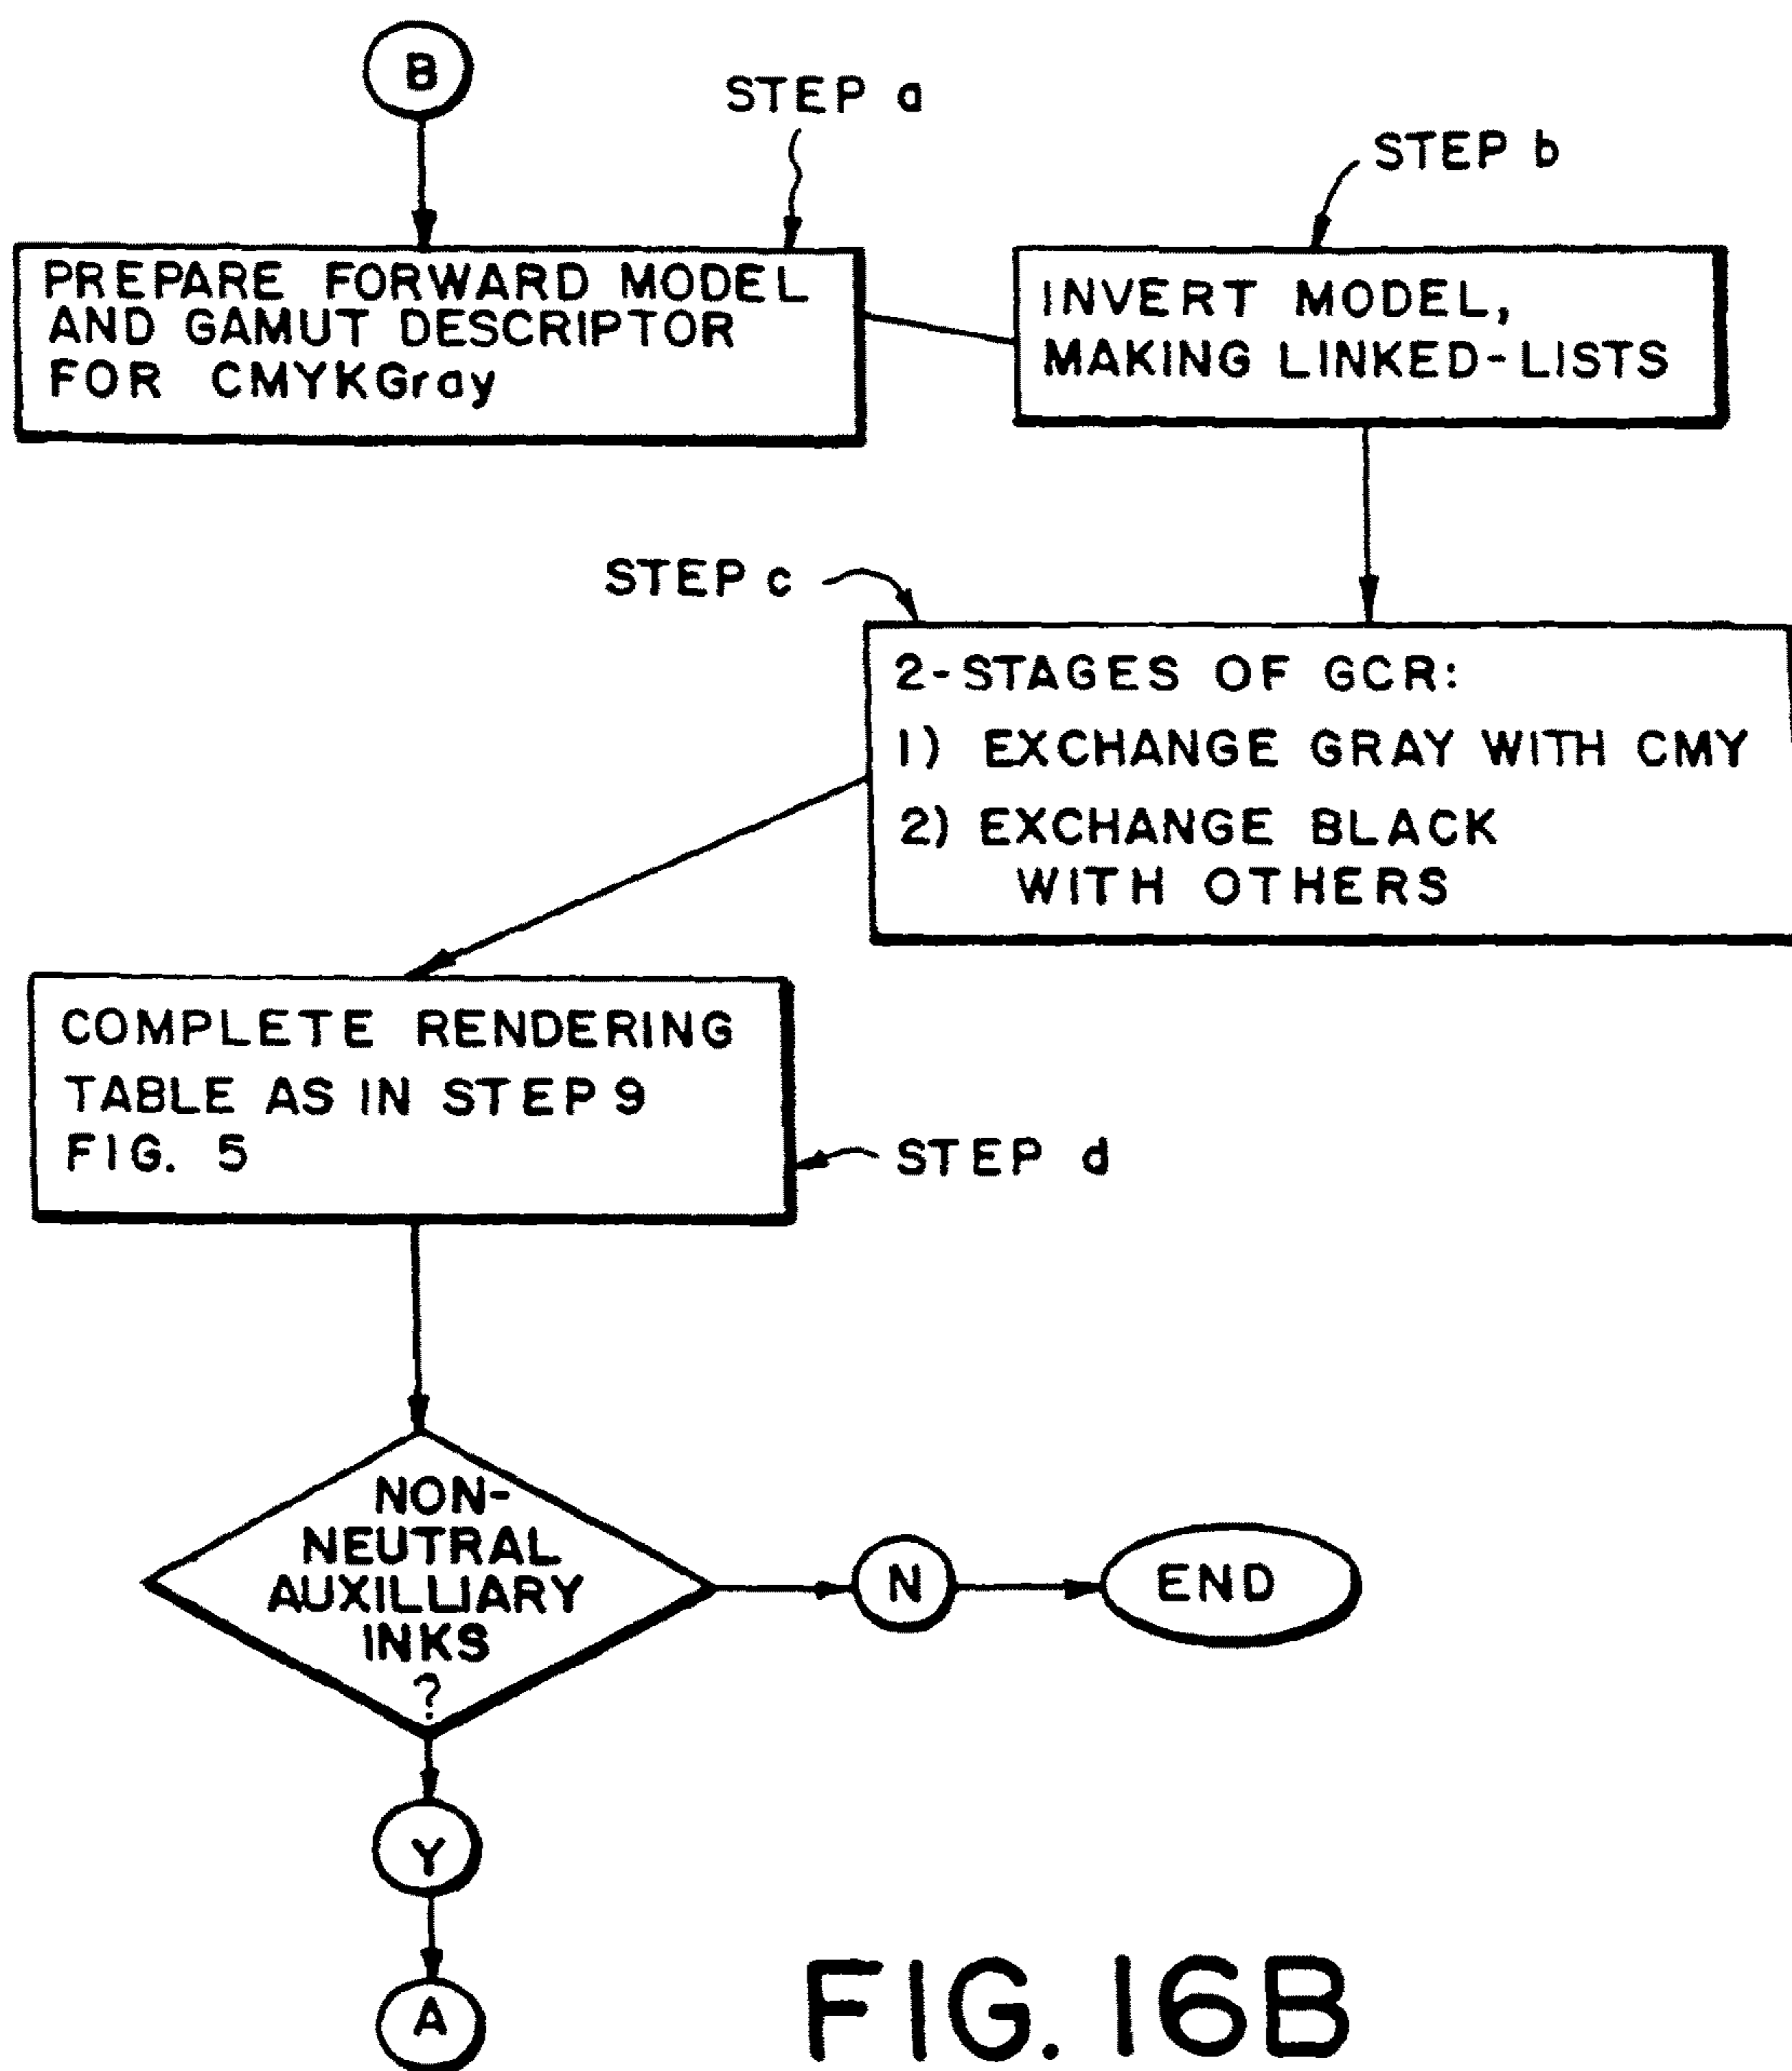 B
STEP a
STEP b
PREPARE FORWARD MODEL
AND GAMUT DESCRIPTOR
FOR CMYKGray
INVERT MODEL,
MAKING LINKED-LISTS
STEP c
2-STAGES OF GCR:
1) EXCHANGE GRAY WITH CMY
2) EXCHANGE BLACK
WITH OTHERS
COMPLETE RENDERING
TABLE AS IN STEP 9
FIG. 5
STEP d
NON-
NEUTRAL
AUXILLIARY
INKS
?
N
END
Y
A
FIG. 16B